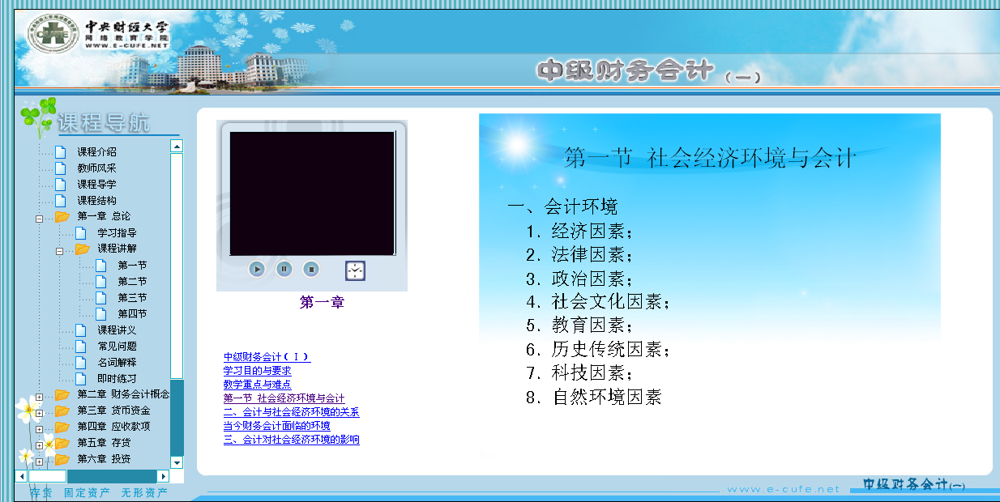 中央财经大学
网络教育学院
WWW.E-CUFE.NET
CUFE
中级财务会计（一）
课程导航
课程介绍
教师风采
课程导学
课程结构
第一章 总论
学习指导
课程讲解
第一节
第二节
第三节
第四节
课程讲义
常见问题
名词解释
即时练习
第二章 财务会计概念
第三章 货币资金
第四章 应收款项
第五章 存货
第六章 投资
存货 固定资产 无形资产
第一章
中级财务会计(Ⅰ)
学习目的与要求
教学重点与难点
第一节 社会经济环境与会计
二、会计与社会经济环境的关系
当今财务会计面临的环境
三、会计对社会经济环境的影响
第一节 社会经济环境与会计
一、会计环境
1. 经济因素；
2. 法律因素；
3. 政治因素；
4. 社会文化因素；
5. 教育因素；
6. 历史传统因素；
7. 科技因素；
8. 自然环境因素
www.e-cufe.net
中级财务会计(一)